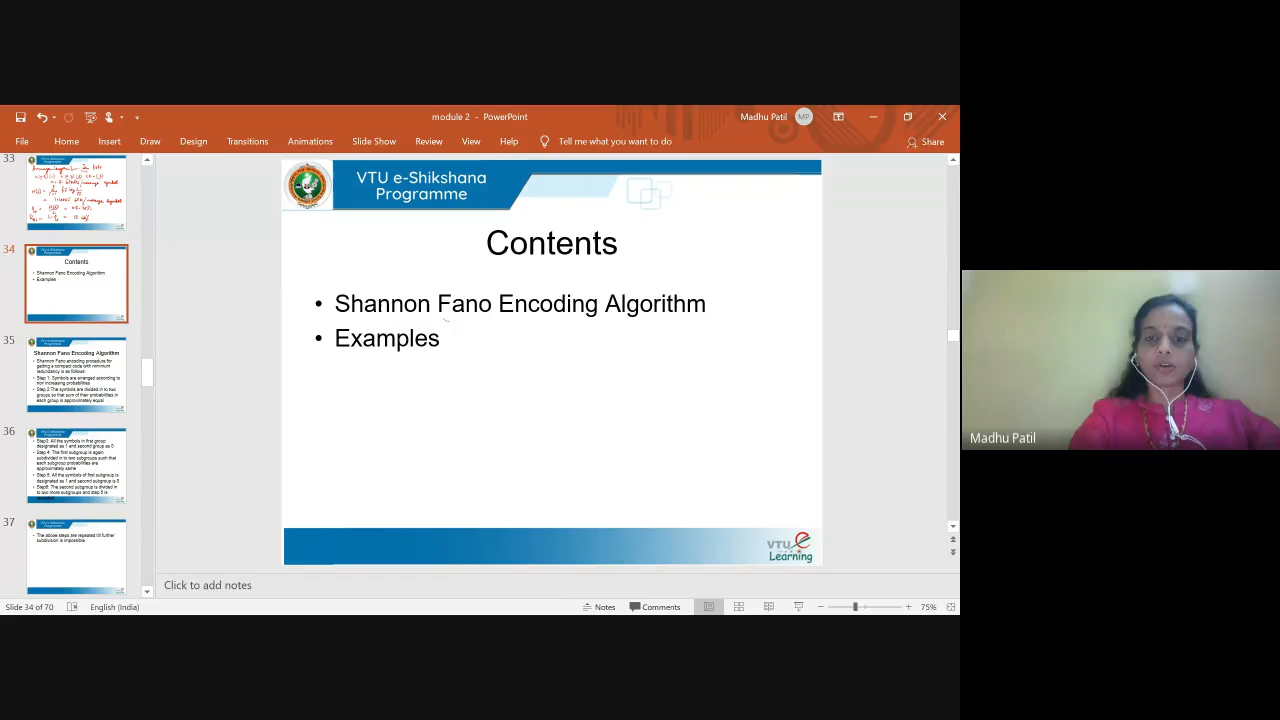 module 2 - PowerPoint
Madhu Patil
MP
File Home Insert Draw Design Transitions Animations Slide Show Review View Help Tell me what you want to do Share
33
34
VTU e-Shikshana
Programme
Contents
• Shannon Fano Encoding Algorithm
• Examples
35
VTU e-Shikshana
Programme
Shannon Fano Encoding Algorithm
• Shannon Fano encoding procedure for
getting a compact code with minimum
redundancy is as follows:
• Step 1: Symbols are arranged according to
non increasing probabilities
• Step 2:The symbols are divided in to two
groups so that sum of their probabilities in
each group is approximately equal
36
• Step3: All the symbols in first group
designated as 1 and second group as 0
• Step 4: The first subgroup is again
subdivided in to two subgroups such that
each subgroup probabilities are
approximately same
• Step 5: All the symbols of first subgroup is
designated as 1 and second subgroup is 0
• Step6: The second subgroup is divided in
to two more subgroups and step 5 is
37
• The above steps are repeated till further
subdivision is impossible.
VTU e-Shikshana
Programme
Contents
• Shannon Fano Encoding Algorithm
• Examples
VTU e
Learning
Click to add notes
Slide 34 of 70 English (India) Notes Comments 75%
Madhu Patil